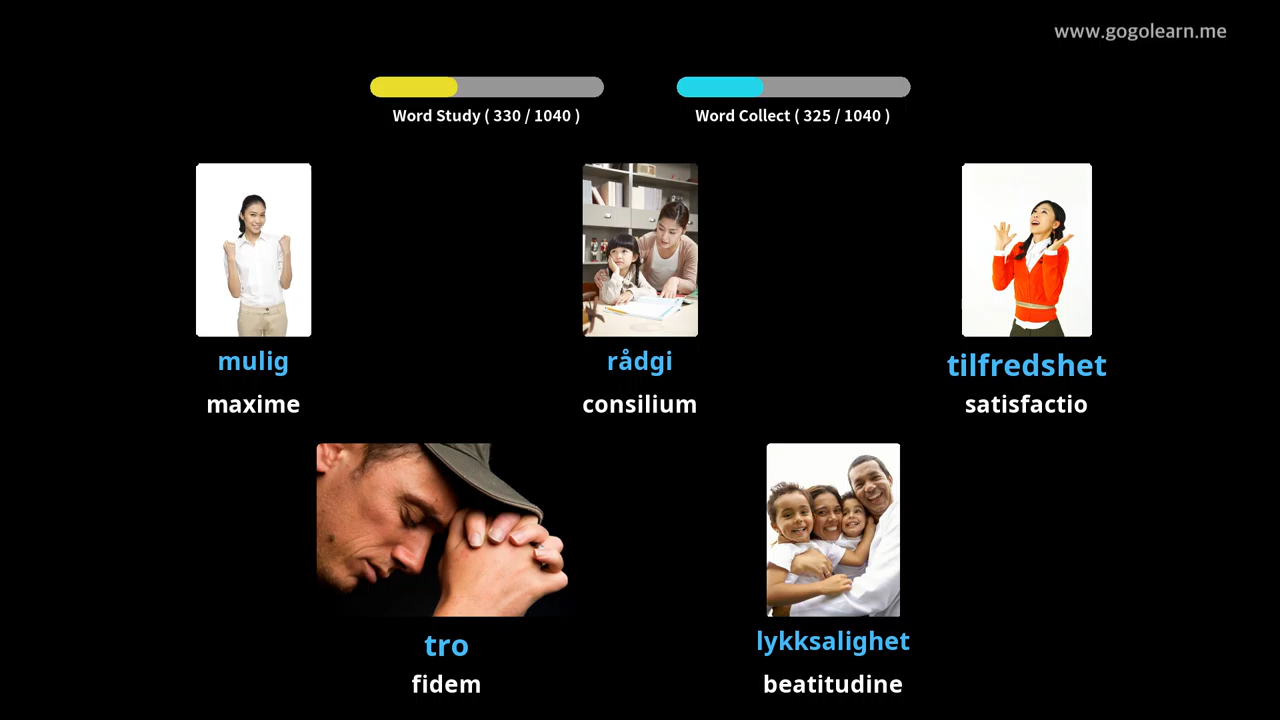 www.gogolearn.me
Word Study ( 330 / 1040 )
Word Collect ( 325 / 1040 )
mulig
rådgi
tilfredshet
maxime
consilium
satisfactio
tro
lykksalighet
fidem
beatitudine